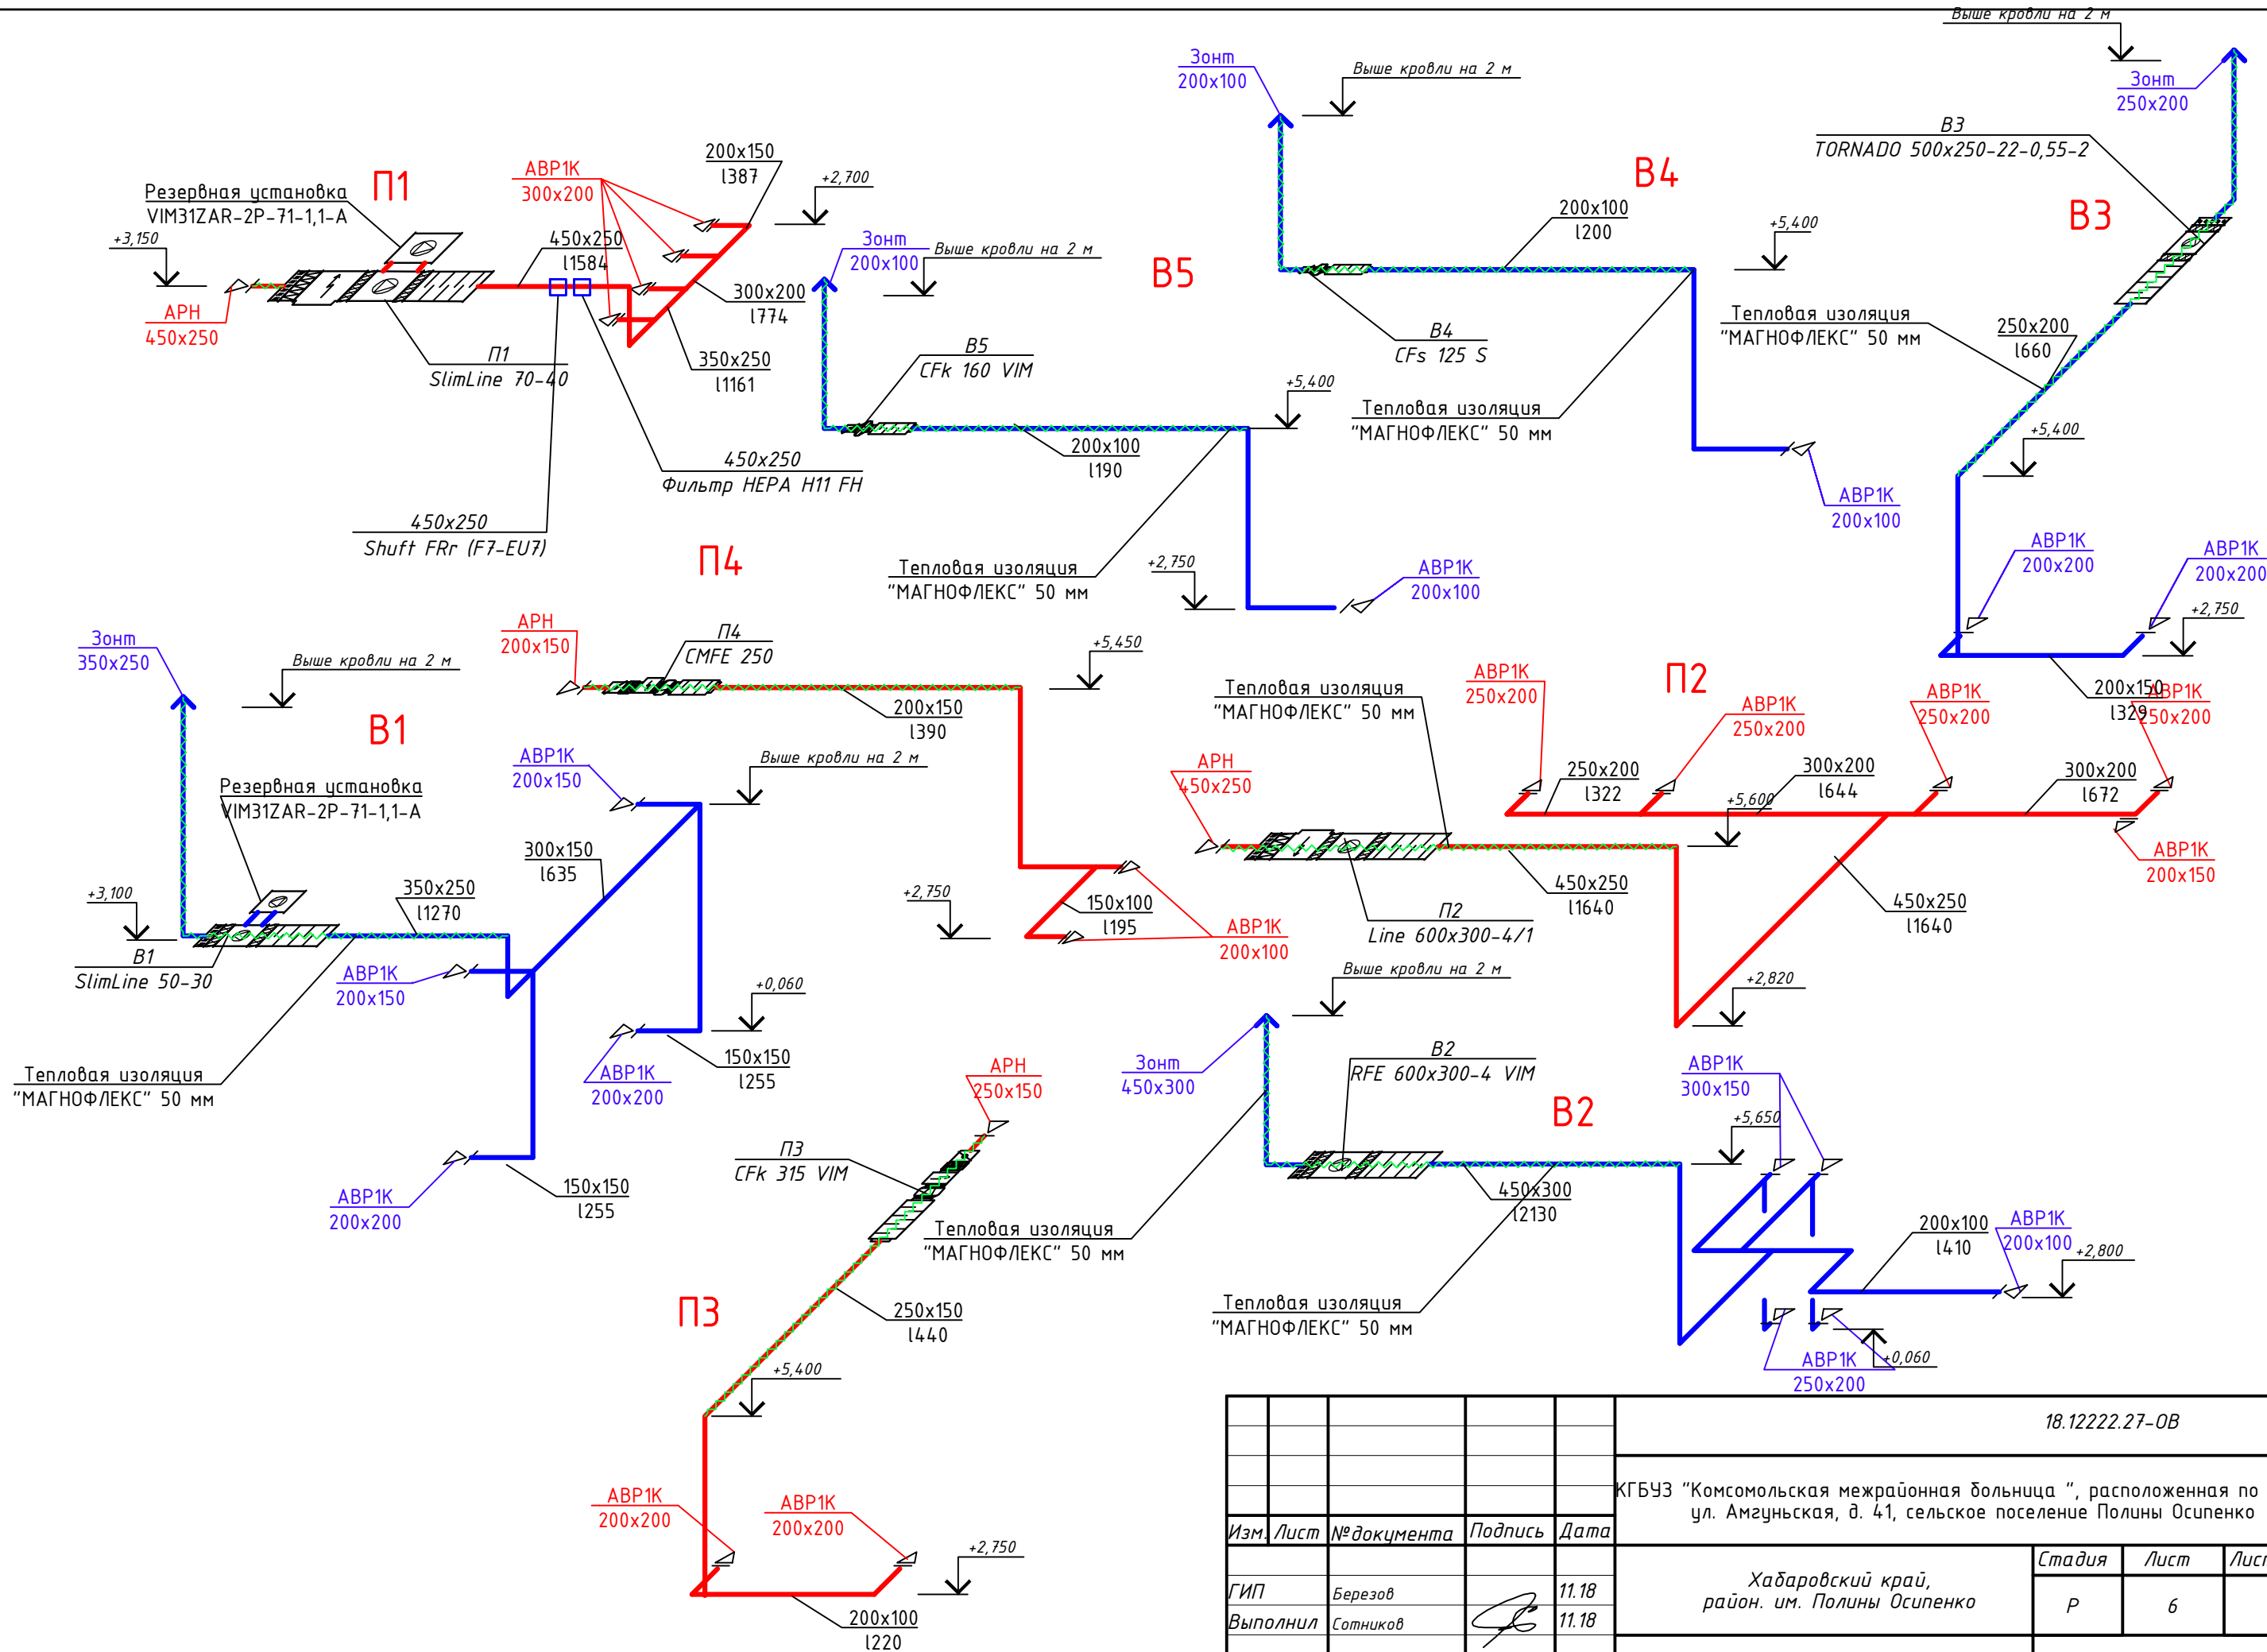 П1
Резервная установка
VIM31ZAR-2P-71-1,1-А
+3,150
АРН
450x250
П1
SlimLine 70-40
450x250
l1584
АВР1К
300x200
200x150
l387
+2,700
300x200
l774
350x250
l1161
450x250
Фильтр HEPA H11 FH
450x250
Shuft FRr (F7-EU7)
В5
Зонт
200x100
Выше кровли на 2 м
В5
CFk 160 VIM
200x100
l190
+5,400
Тепловая изоляция
"МАГНОФЛЕКС" 50 мм
+2,750
АВР1К
200x100
В4
Зонт
200x100
Выше кровли на 2 м
В4
CFs 125 S
200x100
l200
+5,400
Тепловая изоляция
"МАГНОФЛЕКС" 50 мм
АВР1К
200x100
В3
Выше кровли на 2 м
Зонт
250x200
В3
TORNADO 500x250-22-0,55-2
Тепловая изоляция
"МАГНОФЛЕКС" 50 мм
250x200
l660
+5,400
АВР1К
200x200
АВР1К
200x200
+2,750
200x150
l329
П4
АРН
200x150
П4
CMFE 250
+5,450
200x150
l390
+2,750
150x100
l195
АВР1К
200x100
П2
Тепловая изоляция
"МАГНОФЛЕКС" 50 мм
АРН
450x250
П2
Line 600x300-4/1
450x250
l1640
+5,600
АВР1К
250x200
250x200
l322
АВР1К
250x200
300x200
l644
АВР1К
250x200
300x200
l672
АВР1К
250x200
АВР1К
200x150
450x250
l1640
+2,820
В1
Зонт
350x250
Выше кровли на 2 м
Резервная установка
VIM31ZAR-2P-71-1,1-А
+3,100
В1
SlimLine 50-30
350x250
l1270
Тепловая изоляция
"МАГНОФЛЕКС" 50 мм
АВР1К
200x150
Выше кровли на 2 м
300x150
l635
АВР1К
200x150
+0,060
150x150
l255
АВР1К
200x200
150x150
l255
АВР1К
200x200
П3
АРН
250x150
П3
CFk 315 VIM
250x150
l440
+5,400
АВР1К
200x200
АВР1К
200x200
+2,750
200x100
l220
В2
Выше кровли на 2 м
Зонт
450x300
В2
RFE 600x300-4 VIM
Тепловая изоляция
"МАГНОФЛЕКС" 50 мм
450x300
l2130
Тепловая изоляция
"МАГНОФЛЕКС" 50 мм
+5,650
АВР1К
300x150
200x100
l410
АВР1К
200x100
+2,800
АВР1К
250x200
+0,060
18.12222.27-ОВ
КГБУЗ "Комсомольская межрайонная больница ", расположенная по
ул. Амгуньская, д. 41, сельское поселение Полины Осипенко
Изм. Лист №документа Подпись Дата
Хабаровский край,
район. им. Полины Осипенко
Стадия Лист
Р 6
ГИП Березов 11.18
Выполнил Сотников 11.18